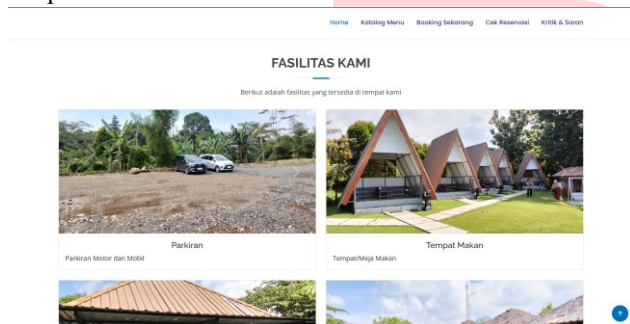 Home Katalog Menu Booking Sekarang Cek Reservasi Kritik & Saran
FASILITAS KAMI
Berikut adalah fasilitas yang tersedia di tempat kami
Parkiran
Parkiran Motor dan Mobil
Tempat Makan
Tempat/Meja Makan